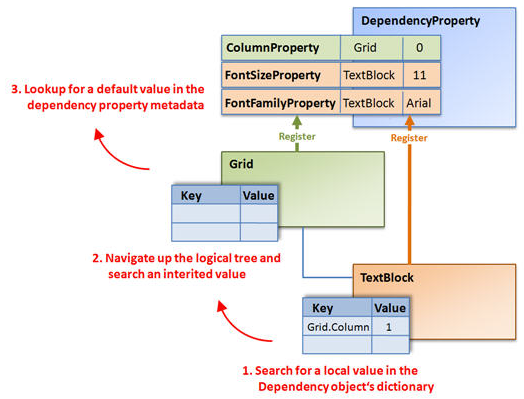 DependencyProperty
ColumnProperty Grid 0
FontSizeProperty TextBlock 11
FontFamilyProperty TextBlock Arial
3. Lookup for a default value in the
dependency property metadata
Register
Register
Grid
Key Value
2. Navigate up the logical tree and
search an interited value
TextBlock
Key Value
Grid.Column 1
1. Search for a local value in the
Dependency object's dictionary